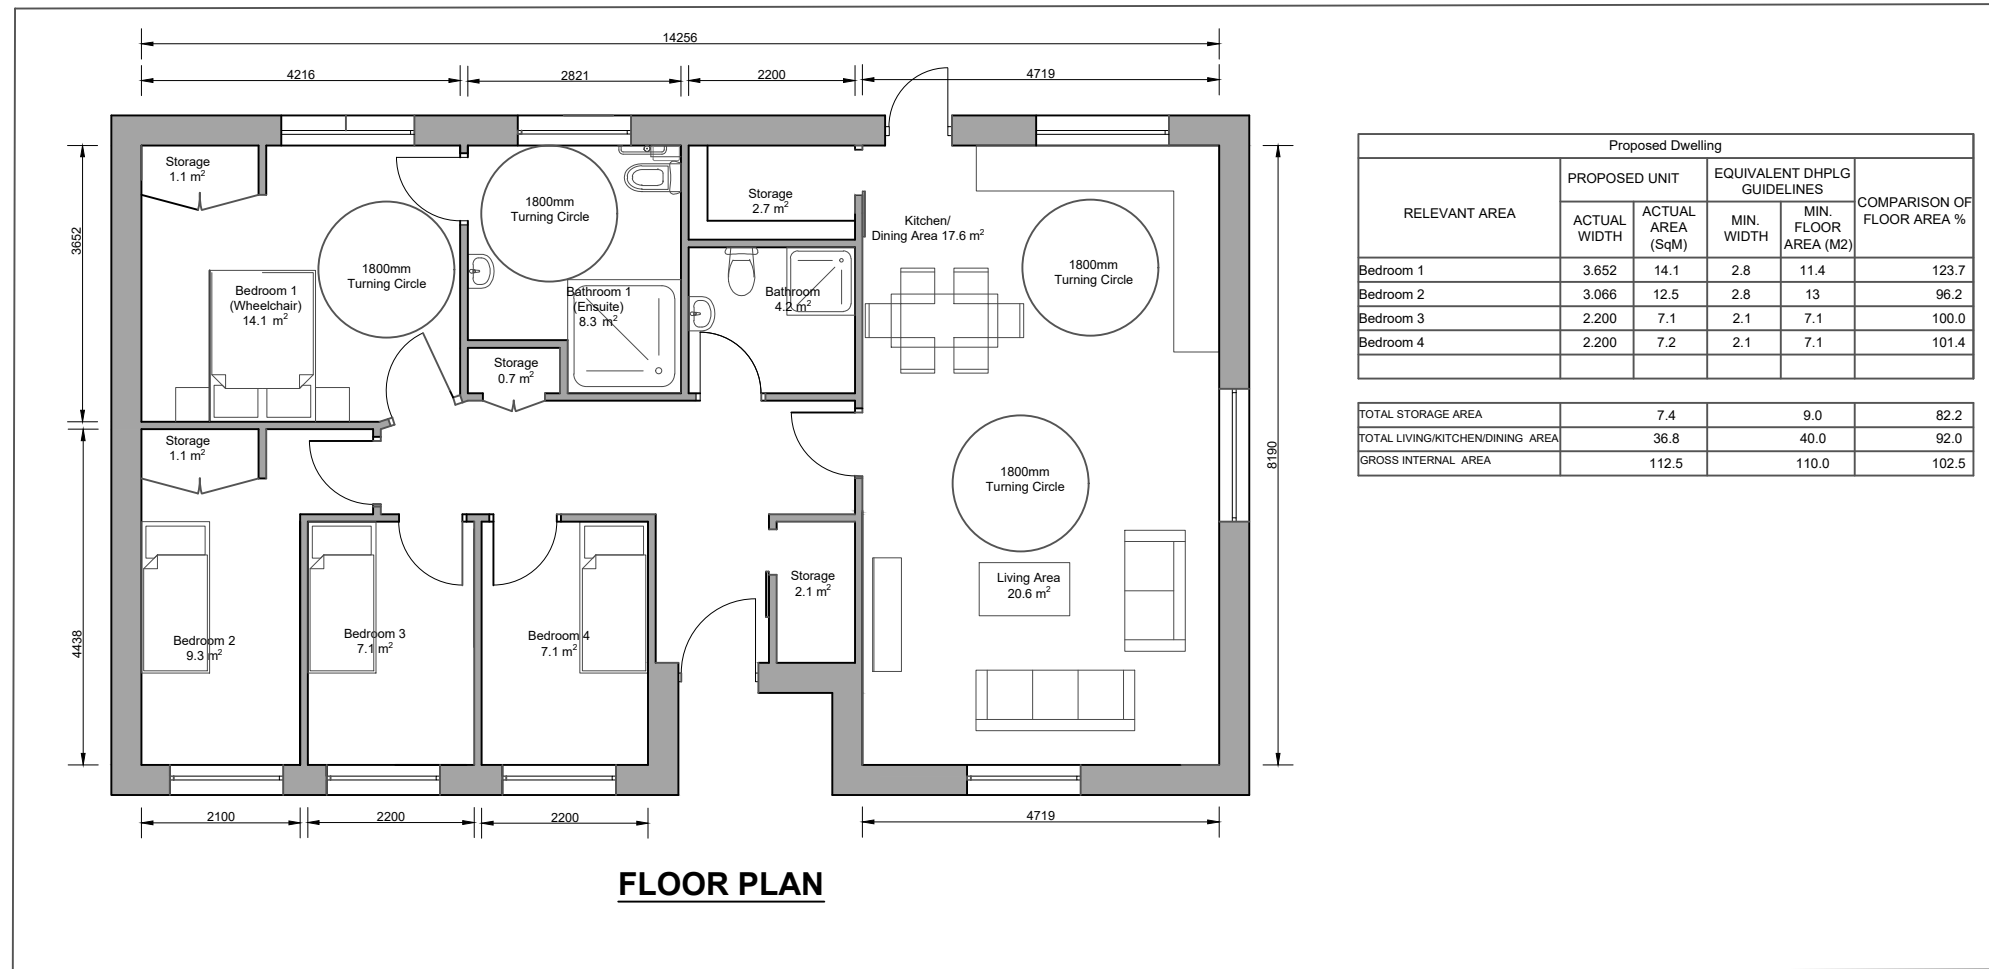 14256
4216
2821
2200
4719
3652
4438
8190
Storage
1.1 m²
1800mm
Turning Circle
Bedroom 1
(Wheelchair)
14.1 m²
1800mm
Turning Circle
Bathroom 1
(Ensuite)
8.3 m²
Storage
0.7 m²
Storage
2.7 m²
Bathroom
4.2 m²
Kitchen/
Dining Area 17.6 m²
1800mm
Turning Circle
Storage
1.1 m²
1800mm
Turning Circle
Storage
2.1 m²
Living Area
20.6 m²
Bedroom 2
9.3 m²
Bedroom 3
7.1 m²
Bedroom 4
7.1 m²
2100
2200
2200
4719
FLOOR PLAN
Proposed Dwelling
RELEVANT AREA
PROPOSED UNIT
EQUIVALENT DHPLG
GUIDELINES
COMPARISON OF
FLOOR AREA %
ACTUAL
WIDTH
ACTUAL
AREA
(SqM)
MIN.
WIDTH
MIN.
FLOOR
AREA (M2)
Bedroom 1 3.652 14.1 2.8 11.4 123.7
Bedroom 2 3.066 12.5 2.8 13 96.2
Bedroom 3 2.200 7.1 2.1 7.1 100.0
Bedroom 4 2.200 7.2 2.1 7.1 101.4
TOTAL STORAGE AREA 7.4 9.0 82.2
TOTAL LIVING/KITCHEN/DINING AREA 36.8 40.0 92.0
GROSS INTERNAL AREA 112.5 110.0 102.5